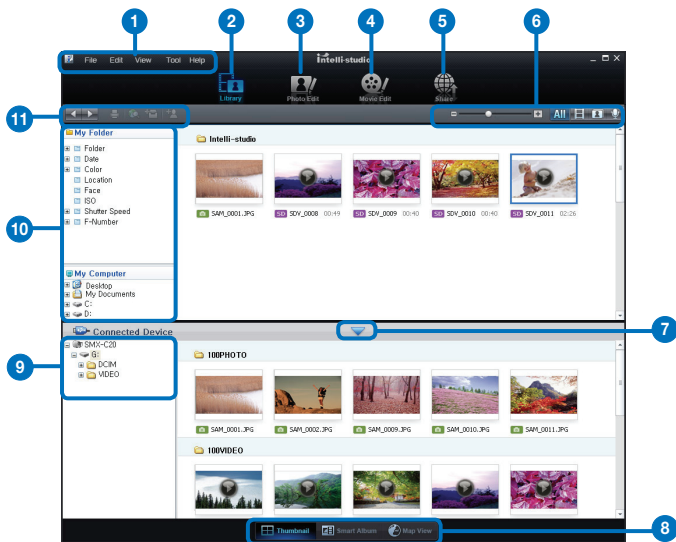 1 2 3 4 5 6
File Edit View Tool Help
Intelli-studio
Library Photo Edit Movie Edit Share
11
All
My Folder
Folder
Date
Color
Location
Face
ISO
Shutter Speed
F-Number
10
Intelli-studio
SAM_0001.JPG SD SDV_0008 00:49 SD SDV_0009 00:40 SD SDV_0010 00:40 SD SDV_0011 02:26
My Computer
Desktop
My Documents
C:
D:
Connected Device
7
SMX-C20
G:
DCIM
VIDEO
9
100PHOTO
SAM_0001.JPG SAM_0002.JPG SAM_0009.JPG SAM_0010.JPG SAM_0011.JPG
100VIDEO
Thumbnail Smart Album Map View
8